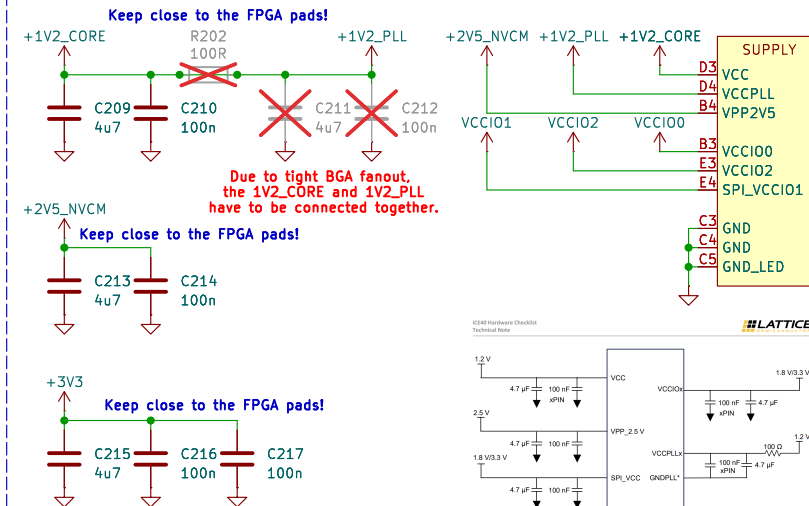 Keep close to the FPGA pads!
+1V2_CORE
R202
100R
+1V2_PLL
C209
4u7
C210
100n
C211
4u7
C212
100n
Due to tight BGA fanout,
the 1V2_CORE and 1V2_PLL
have to be connected together.
+2V5_NVCM
Keep close to the FPGA pads!
C213
4u7
C214
100n
+3V3
Keep close to the FPGA pads!
C215
4u7
C216
100n
C217
100n
+2V5_NVCM
+1V2_PLL
+1V2_CORE
VCCIO1
VCCIO2
VCCIO0
SUPPLY
D3 VCC
D4 VCCPLL
B4 VPP2V5
B3 VCCIO0
E3 VCCIO2
E4 SPI_VCCIO1
C3 GND
C4 GND
C5 GND_LED
iCE40 Hardware Checklist
Technical Note
LATTICE
1.2 V
4.7 µF
100 nF
xPIN
VCC
2.5 V
4.7 µF
100 nF
VPP_2.5 V
1.8 V/3.3 V
4.7 µF
100 nF
SPI_VCC
VCCIOx
1.8 V/3.3 V
100 nF
xPIN
4.7 µF
VCCPLLx
100 Ω
1.2 V
100 nF
xPIN
4.7 µF
GNDPLL*